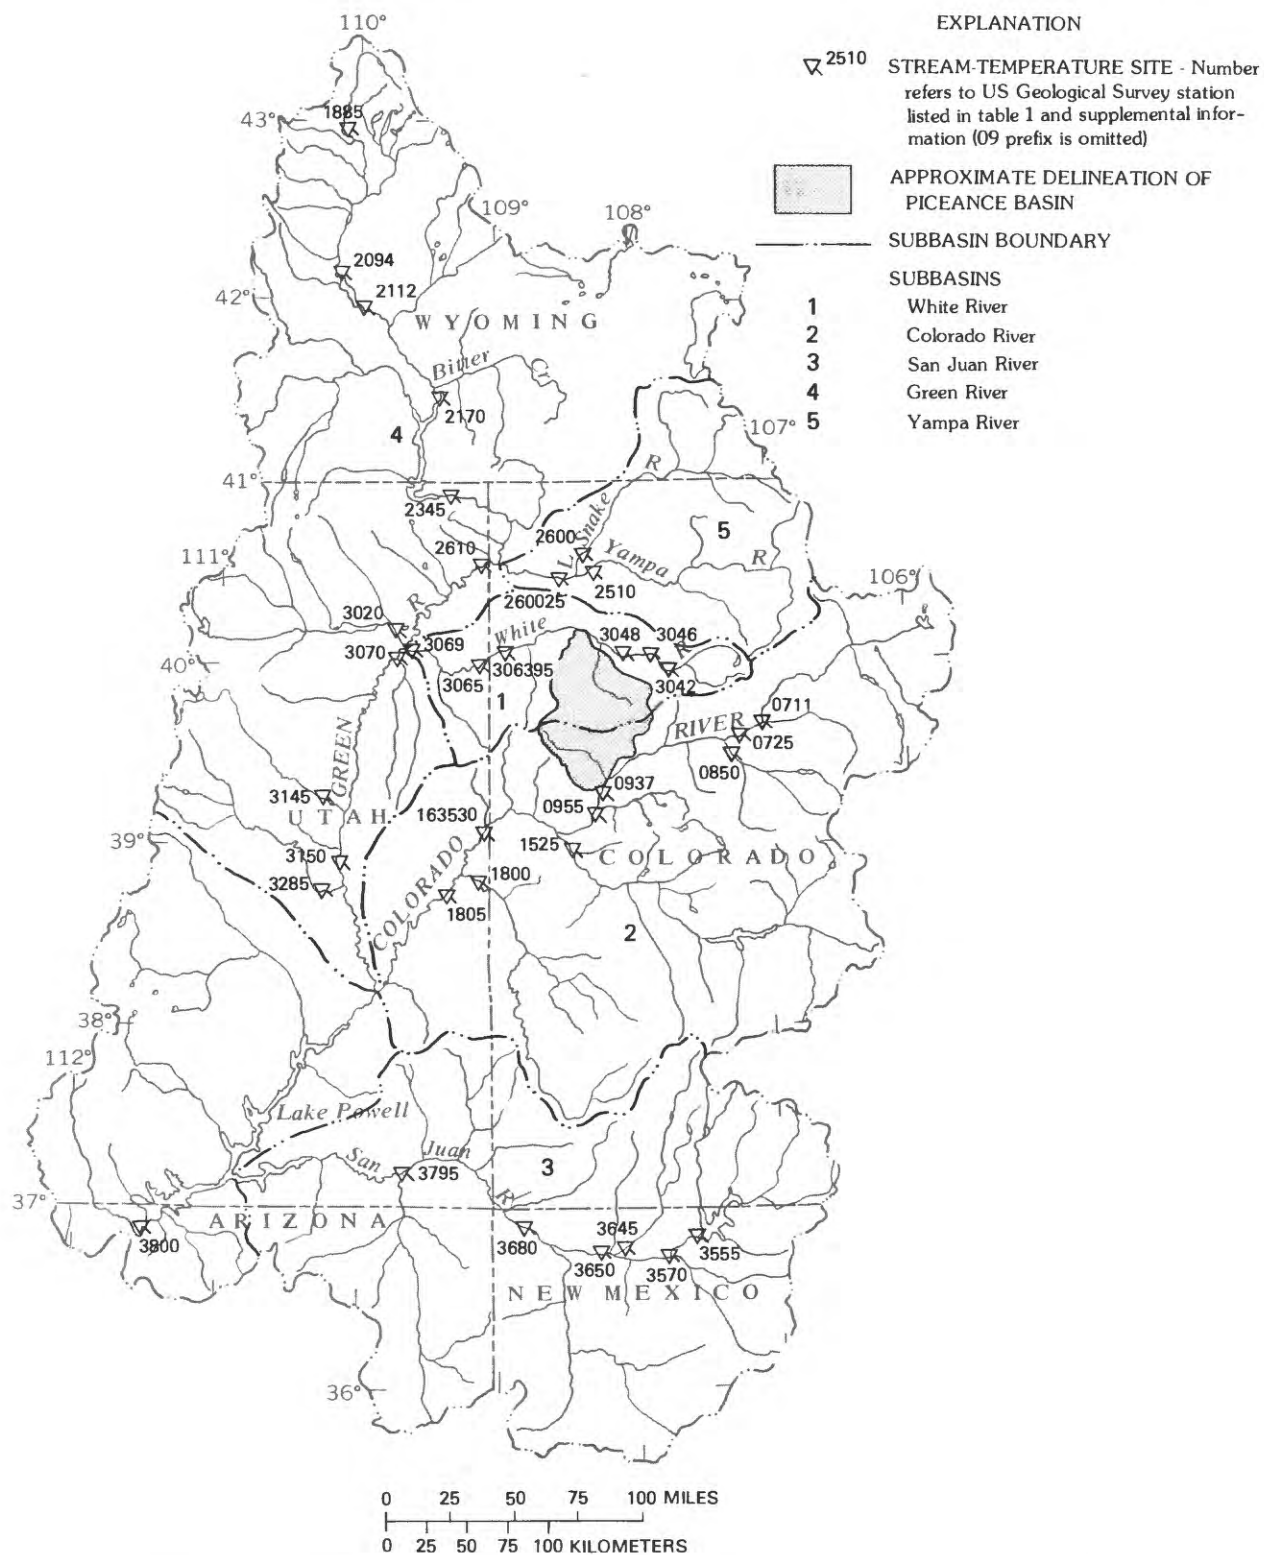 EXPLANATION
2510 STREAM-TEMPERATURE SITE - Number
refers to US Geological Survey station
listed in table 1 and supplemental infor-
mation (09 prefix is omitted)
APPROXIMATE DELINEATION OF
PICEANCE BASIN
SUBBASIN BOUNDARY
SUBBASINS
1 White River
2 Colorado River
3 San Juan River
4 Green River
5 Yampa River
110°
43°
1885
109°
108°
2094
42°
2112
WYOMING
Bitter Cr
2170
4
107°
R
41°
2345
L. Snake
5
2600
2610
Yampa R
111°
2510
260025
106°
3020
R
White
3048
3046
3069
3070
40°
306395
3065
3042
1
RIVER
0711
0725
0850
GREEN
0937
3145
UTAH
163530
0955
39°
1525
COLORADO
3150
COLORADO
1800
3285
1805
2
38°
112°
Lake Powell
San Juan
3
3795
37°
R
ARIZONA
3645
3800
3680
3650
3570
3555
NEW MEXICO
36°
0 25 50 75 100 MILES
0 25 50 75 100 KILOMETERS